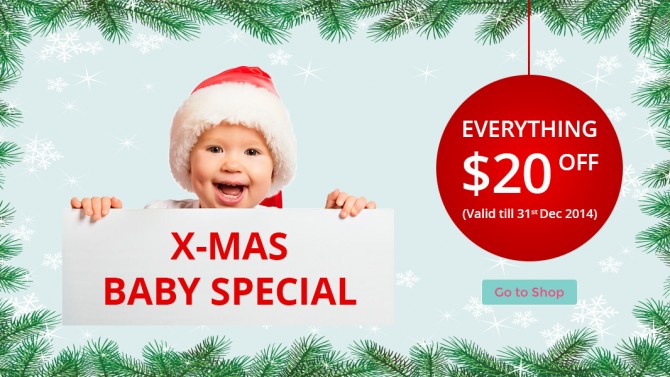 X-MAS
BABY SPECIAL
EVERYTHING
$20 OFF
(Valid till 31st Dec 2014)
Go to Shop